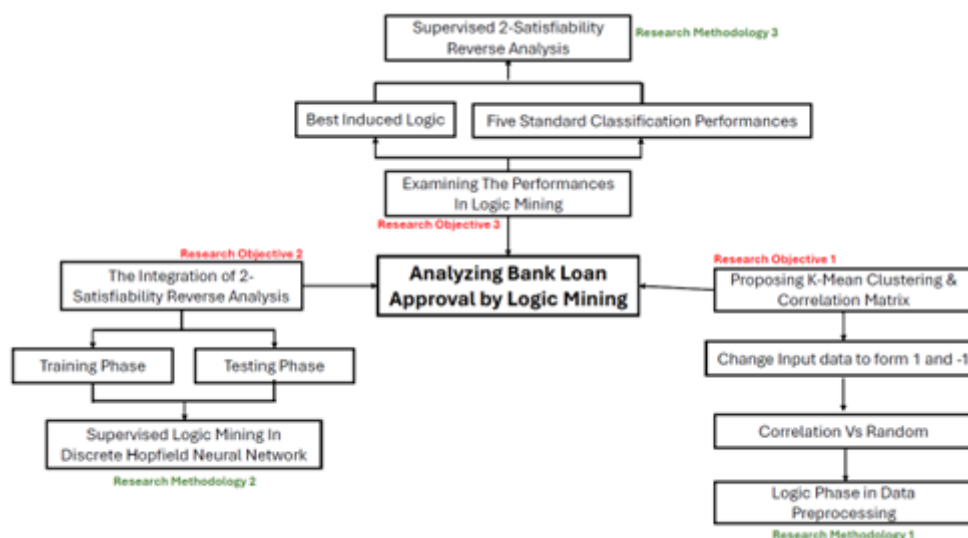 Supervised 2-Satisfiability
Reverse Analysis
Research Methodology 3
Best Induced Logic
Five Standard Classification Performances
Examining The Performances
In Logic Mining
Research Objective 3
Research Objective 2
The Integration of 2-
Satisfiability Reverse Analysis
Analyzing Bank Loan
Approval by Logic Mining
Research Objective 1
Proposing K-Mean Clustering &
Correlation Matrix
Training Phase
Testing Phase
Change Input data to form 1 and -1
Supervised Logic Mining In
Discrete Hopfield Neural Network
Research Methodology 2
Correlation Vs Random
Logic Phase in Data
Preprocessing
Research Methodology 1